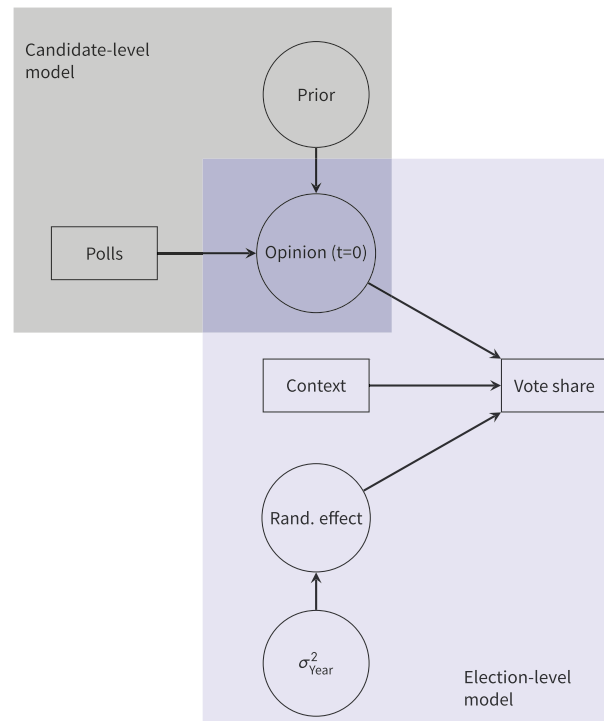 Candidate-level
model
Prior
Polls
Opinion (t=0)
Context
Vote share
Rand. effect
σ²Year
Election-level
model